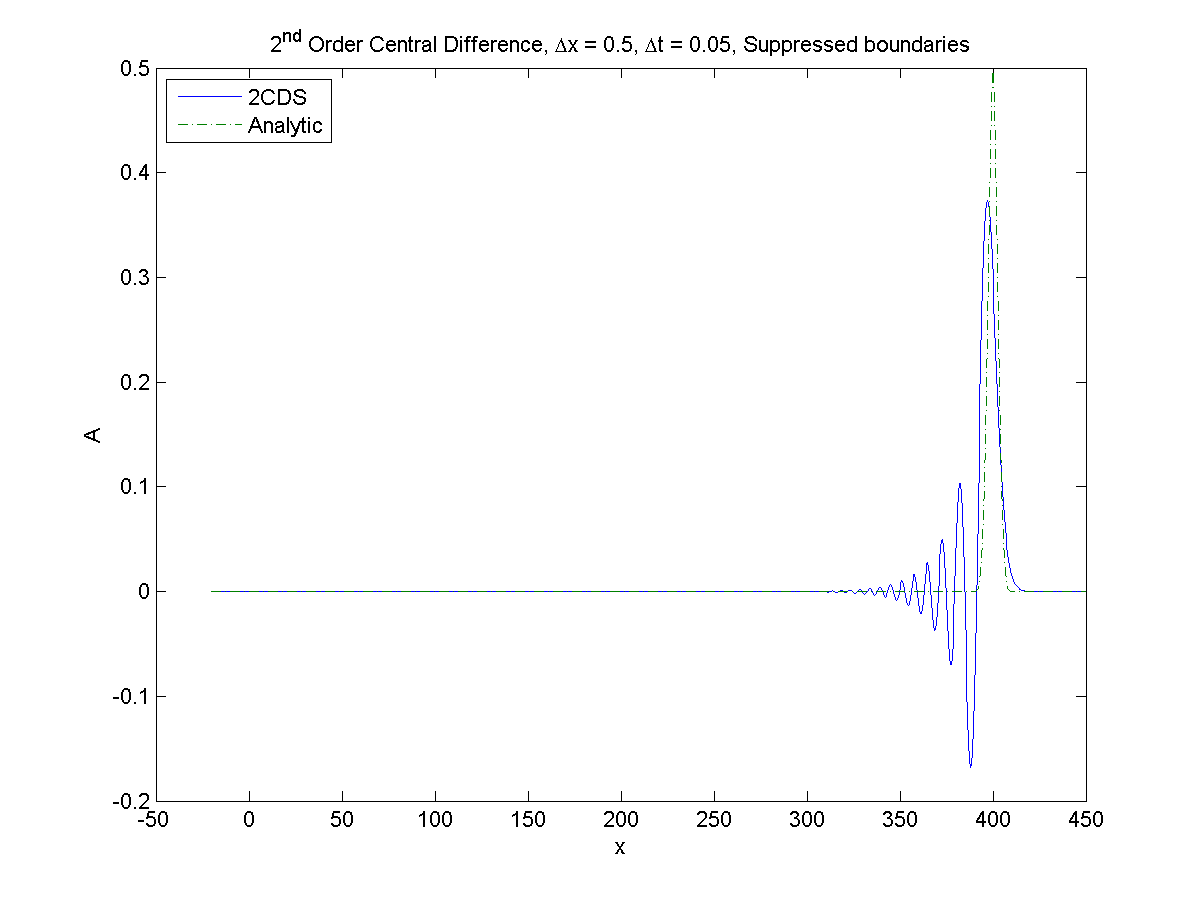 2nd Order Central Difference, Δx = 0.5, Δt = 0.05, Suppressed boundaries
2CDS
Analytic
0.5
0.4
0.3
0.2
0.1
0
-0.1
-0.2
A
-50 0 50 100 150 200 250 300 350 400 450
x